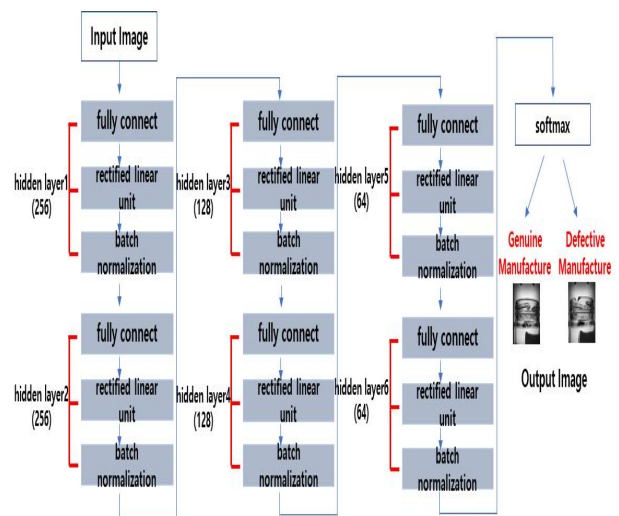 Input Image
fully connect
hidden layer1
(256)
rectified linear
unit
batch
normalization
fully connect
hidden layer2
(256)
rectified linear
unit
batch
normalization
fully connect
hidden layer3
(128)
rectified linear
unit
batch
normalization
fully connect
hidden layer4
(128)
rectified linear
unit
batch
normalization
fully connect
hidden layer5
(64)
rectified linear
unit
batch
normalization
fully connect
hidden layer6
(64)
rectified linear
unit
batch
normalization
softmax
Genuine
Manufacture
Defective
Manufacture
Output Image